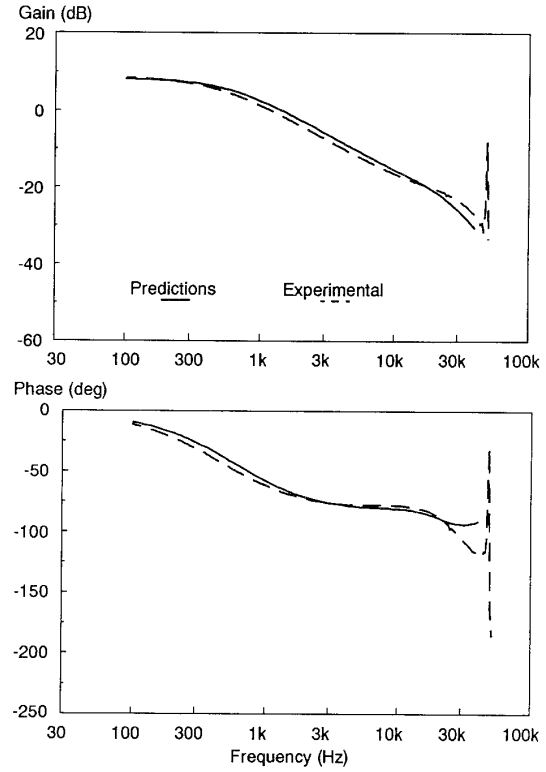 Gain (dB)
20
0
-20
-40
-60
Predictions
Experimental
30 100 300 1k 3k 10k 30k 100k
Phase (deg)
0
-50
-100
-150
-200
-250
30 100 300 1k 3k 10k 30k 100k
Frequency (Hz)